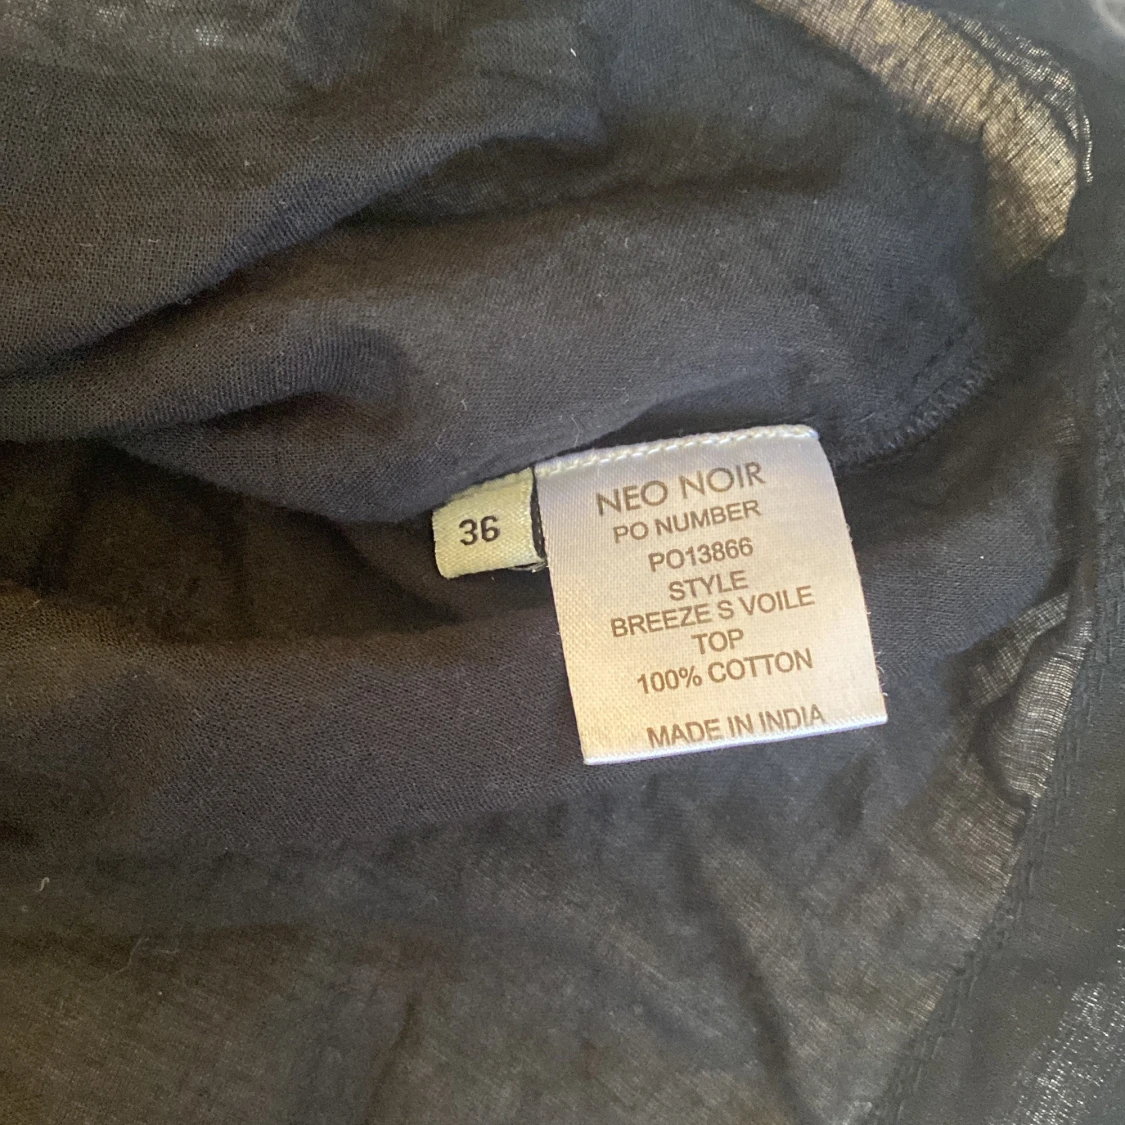 36
NEO NOIR
PO NUMBER
PO13866
STYLE
BREEZE S VOILE
TOP
100% COTTON
MADE IN INDIA